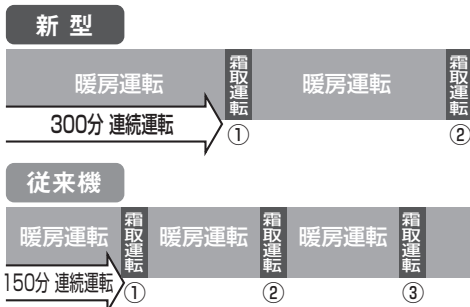 新型
暖房運転 霜取運転 暖房運転 霜取運転
300分 連続運転
① ②
従来機
暖房運転 霜取運転 暖房運転 霜取運転 暖房運転 霜取運転
150分 連続運転
① ② ③